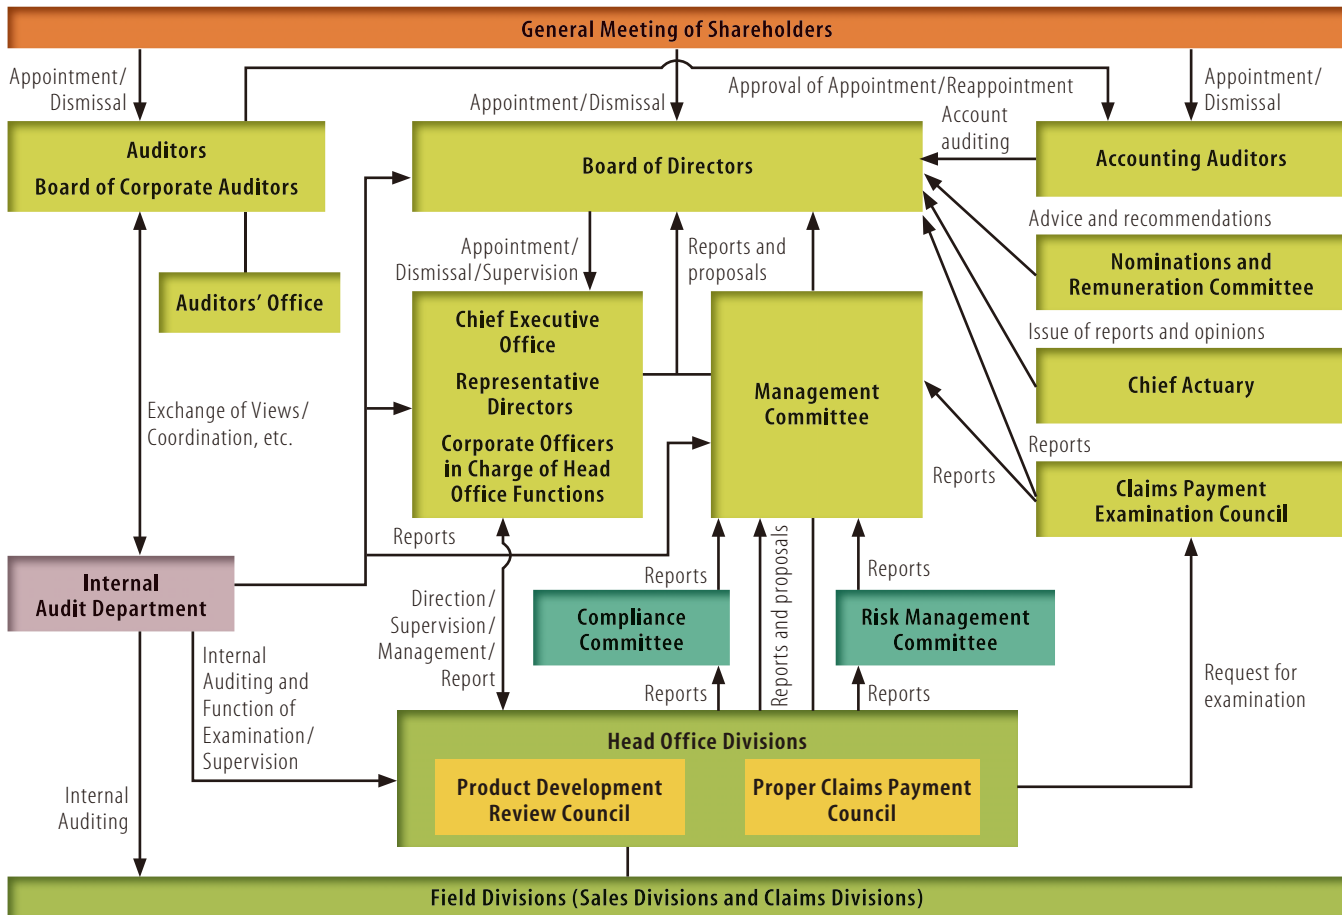 General Meeting of Shareholders
Appointment/
Dismissal
Appointment/Dismissal
Approval of Appointment/Reappointment
Appointment/
Dismissal
Auditors
Board of Corporate Auditors
Board of Directors
Account
auditing
Accounting Auditors
Auditors' Office
Appointment/
Dismissal/Supervision
Reports and
proposals
Advice and recommendations
Nominations and
Remuneration Committee
Chief Executive
Office
Representative
Directors
Corporate Officers
in Charge of Head
Office Functions
Management
Committee
Issue of reports and opinions
Chief Actuary
Exchange of Views/
Coordination, etc.
Reports
Reports
Claims Payment
Examination Council
Reports
Internal
Audit Department
Direction/
Supervision/
Management/
Report
Reports
Compliance
Committee
Reports
Reports and proposals
Reports
Risk Management
Committee
Reports
Request for
examination
Internal
Auditing and
Function of
Examination/
Supervision
Internal
Auditing
Head Office Divisions
Product Development
Review Council
Proper Claims Payment
Council
Field Divisions (Sales Divisions and Claims Divisions)